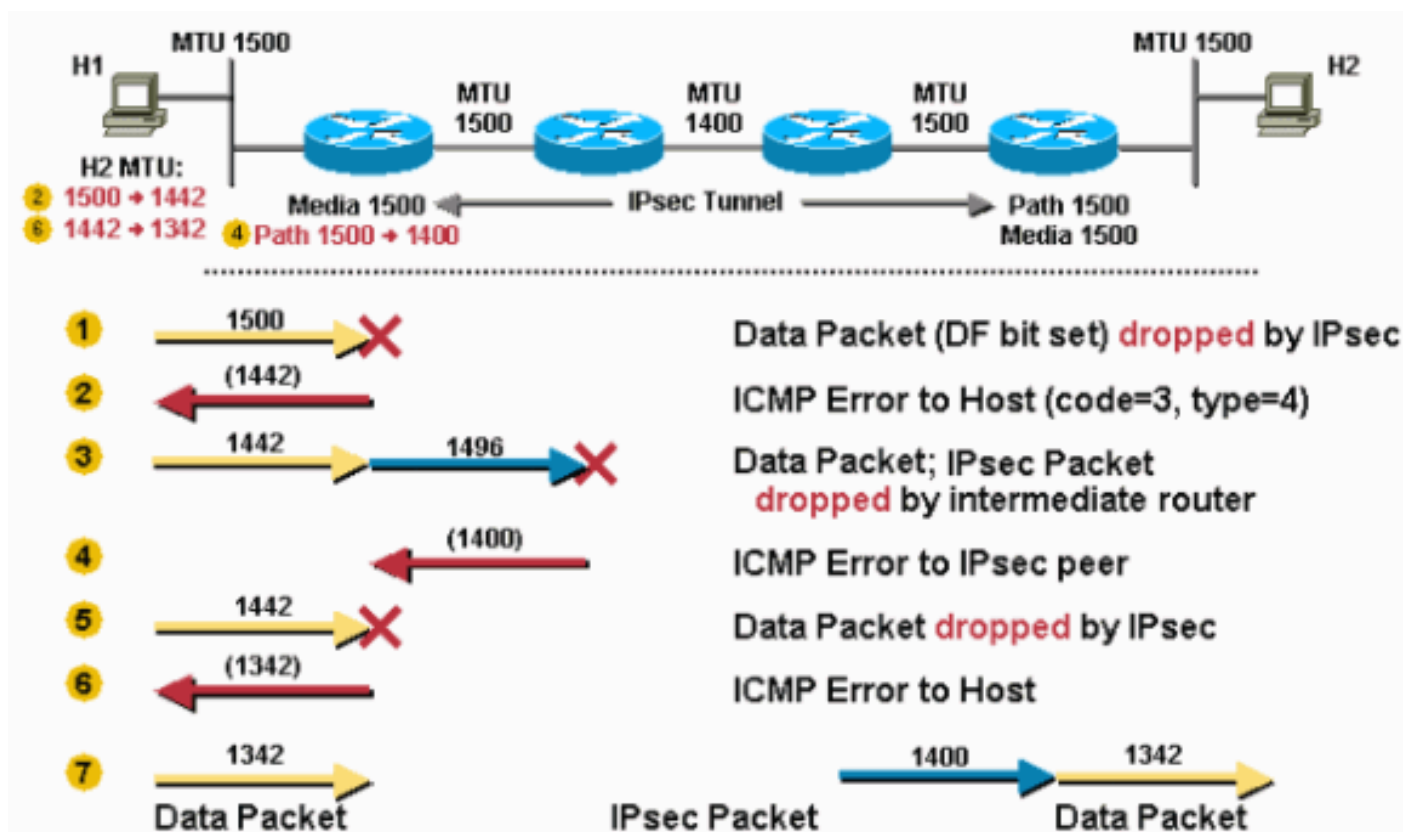 MTU 1500
MTU 1500
H1
H2
MTU
1500
MTU
1400
MTU
1500
H2 MTU:
2 1500 → 1442
6 1442 → 1342
Media 1500
4 Path 1500 → 1400
IPsec Tunnel
Path 1500
Media 1500
1
1500
Data Packet (DF bit set) dropped by IPsec
2
(1442)
ICMP Error to Host (code=3, type=4)
3
1442
1496
Data Packet; IPsec Packet
dropped by intermediate router
4
(1400)
ICMP Error to IPsec peer
5
1442
Data Packet dropped by IPsec
6
(1342)
ICMP Error to Host
7
1342
1400
1342
Data Packet
IPsec Packet
Data Packet